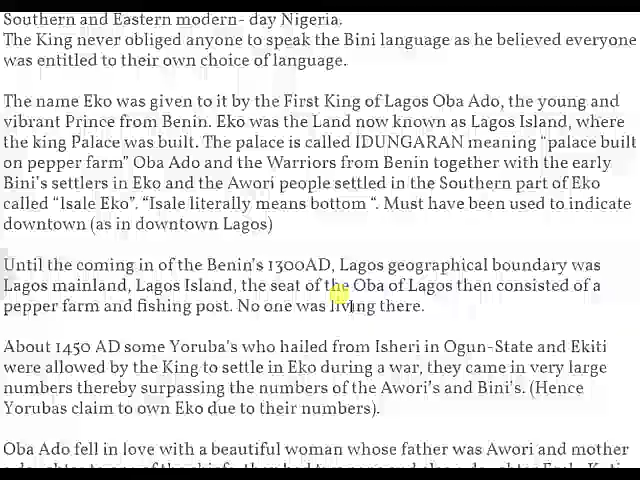 Southern and Eastern modern- day Nigeria.
The King never obliged anyone to speak the Bini language as he believed everyone
was entitled to their own choice of language.
The name Eko was given to it by the First King of Lagos Oba Ado, the young and
vibrant Prince from Benin. Eko was the Land now known as Lagos Island, where
the king Palace was built. The palace is called IDUNGARAN meaning “palace built
on pepper farm” Oba Ado and the Warriors from Benin together with the early
Bini’s settlers in Eko and the Awori people settled in the Southern part of Eko
called “Isale Eko”. “Isale literally means bottom “. Must have been used to indicate
downtown (as in downtown Lagos)
Until the coming in of the Benin’s 1300AD, Lagos geographical boundary was
Lagos mainland, Lagos Island, the seat of the Oba of Lagos then consisted of a
pepper farm and fishing post. No one was living there.
About 1450 AD some Yoruba’s who hailed from Isheri in Ogun-State and Ekiti
were allowed by the King to settle in Eko during a war, they came in very large
numbers thereby surpassing the numbers of the Awori’s and Bini’s. (Hence
Yorubas claim to own Eko due to their numbers).
Oba Ado fell in love with a beautiful woman whose father was Awori and mother